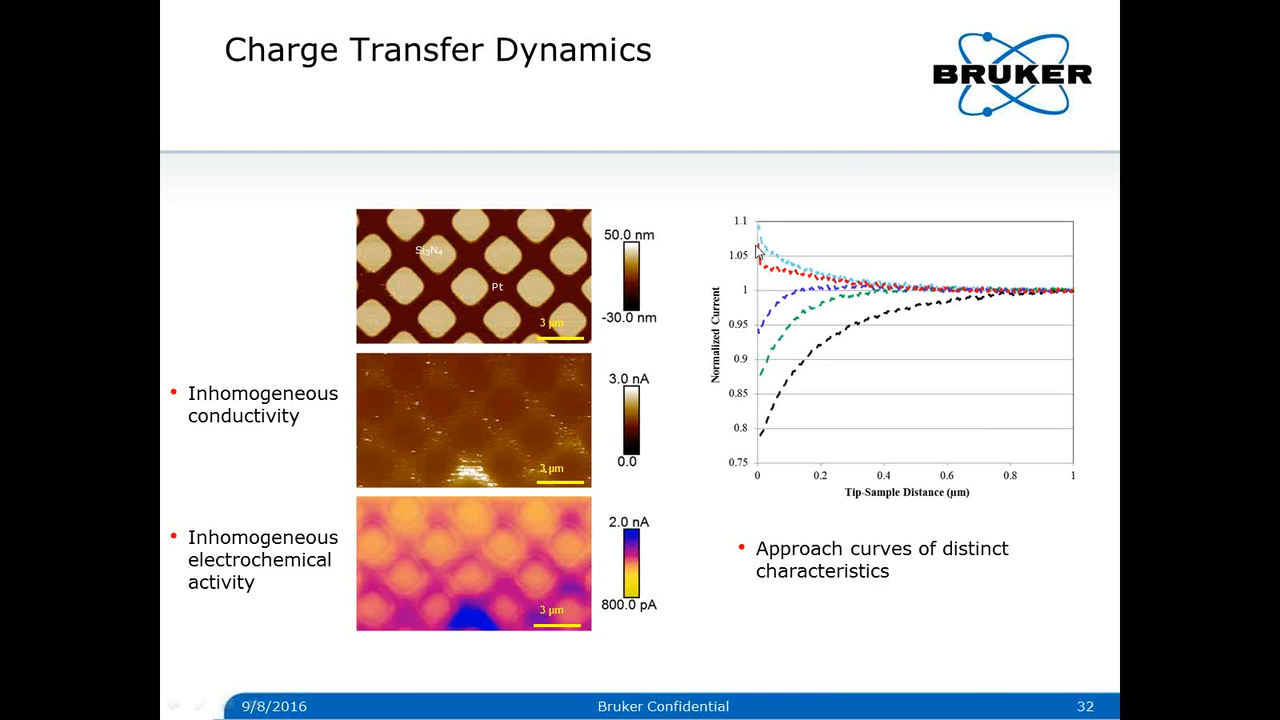 Charge Transfer Dynamics
BRUKER
Si3N4
Pt
3 µm
50.0 nm
-30.0 nm
Inhomogeneous
conductivity
3 µm
3.0 nA
0.0
Inhomogeneous
electrochemical
activity
3 µm
2.0 nA
800.0 pA
Normalized Current
1.1
1.05
1
0.95
0.9
0.85
0.8
0.75
0
0.2
0.4
0.6
0.8
1
Tip-Sample Distance (µm)
Approach curves of distinct
characteristics
9/8/2016
Bruker Confidential
32